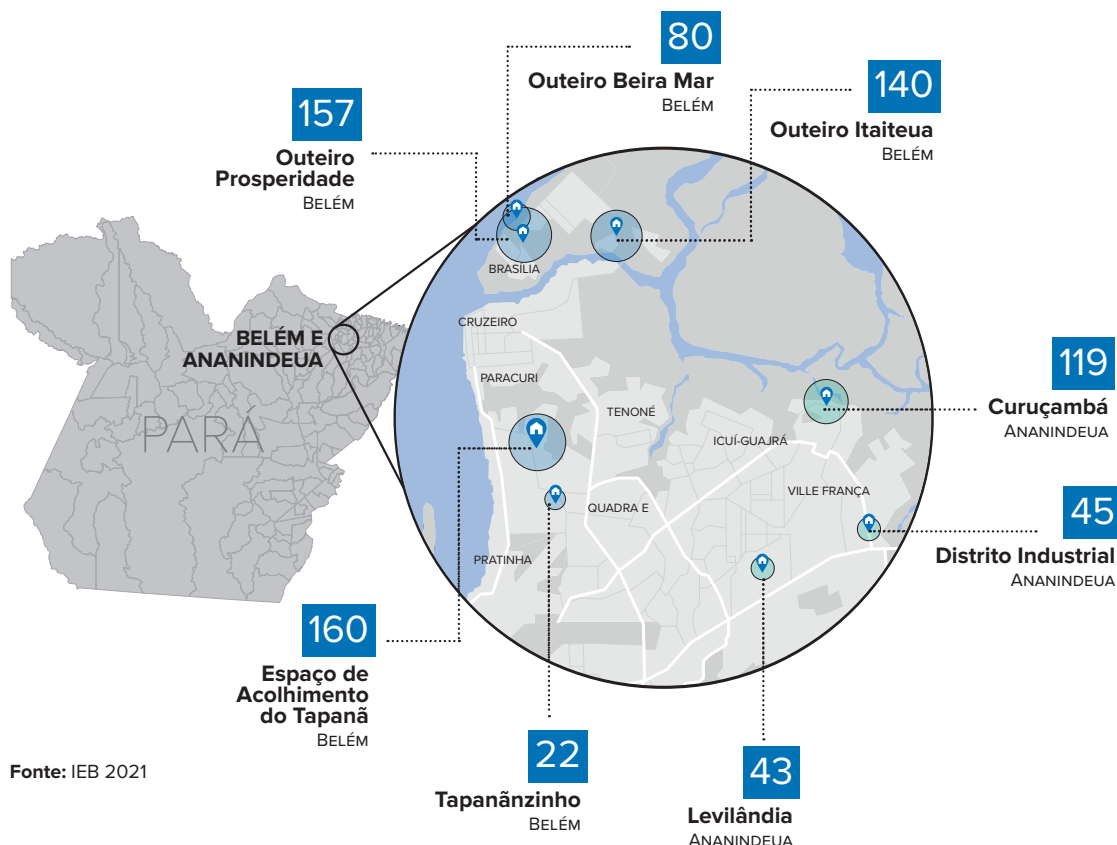 80
Outeiro Beira Mar
BELÉM
140
Outeiro Itaiteua
BELÉM
157
Outeiro
Prosperidade
BELÉM
BRASÍLIA
CRUZEIRO
BELÉM E
ANANINDEUA
PARÁ
PARACURI
TENONÉ
ICUÍ-GUAJRÁ
119
Curuçambá
ANANINDEUA
VILLE FRANÇA
QUADRA E
PRATINHA
45
Distrito Industrial
ANANINDEUA
160
Espaço de
Acolhimento
do Tapanã
BELÉM
22
Tapanãnzinho
BELÉM
43
Levilândia
ANANINDEUA
Fonte: IEB 2021